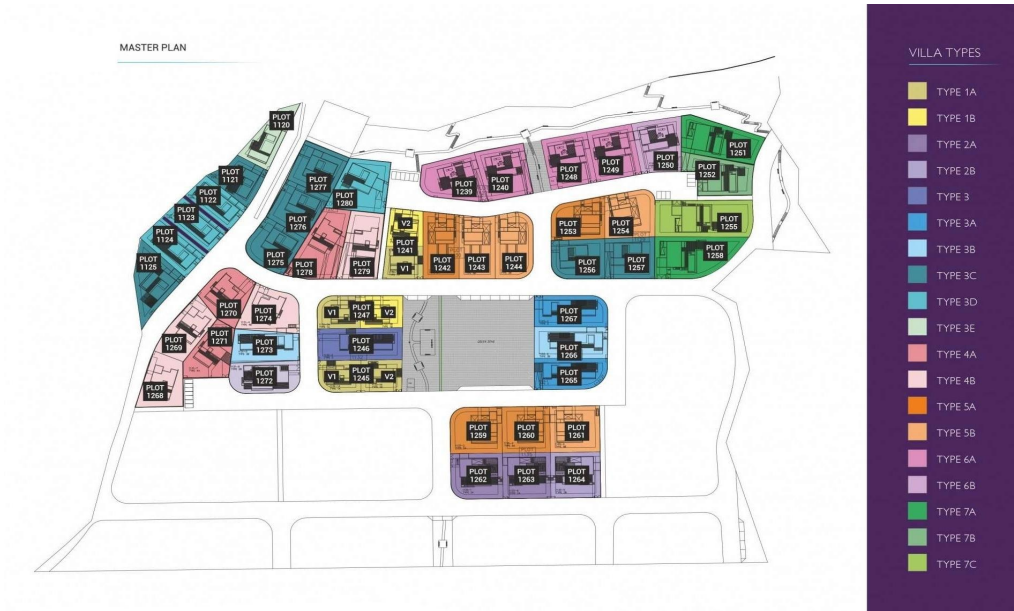 MASTER PLAN
VILLA TYPES
TYPE 1A
TYPE 1B
TYPE 2A
TYPE 2B
TYPE 3
TYPE 3A
TYPE 3B
TYPE 3C
TYPE 3D
TYPE 3E
TYPE 4A
TYPE 4B
TYPE 5A
TYPE 5B
TYPE 6A
TYPE 6B
TYPE 7A
TYPE 7B
TYPE 7C
PLOT
1120
PLOT
1121
PLOT
1122
PLOT
1123
PLOT
1124
PLOT
1125
PLOT
1277
PLOT
1280
PLOT
1276
PLOT
1275
PLOT
1278
PLOT
1279
V2
PLOT
1241
V1
PLOT
1242
PLOT
1243
PLOT
1244
PLOT
1239
PLOT
1240
PLOT
1248
PLOT
1249
PLOT
1250
PLOT
1251
PLOT
1252
PLOT
1253
PLOT
1254
PLOT
1255
PLOT
1256
PLOT
1257
PLOT
1258
PLOT
1270
PLOT
1274
PLOT
1269
PLOT
1271
PLOT
1273
PLOT
1272
PLOT
1268
V1
PLOT
1247
V2
PLOT
1246
V1
PLOT
1245
V2
PLOT
1267
PLOT
1266
PLOT
1265
PLOT
1259
PLOT
1260
PLOT
1261
PLOT
1262
PLOT
1263
PLOT
1264